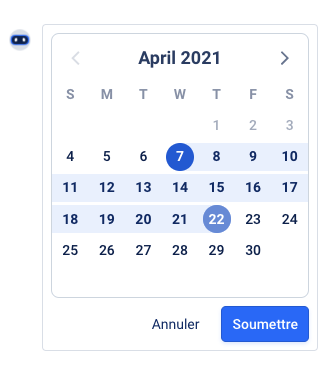 April 2021
S M T W T F S
1 2 3
4 5 6 7 8 9 10
11 12 13 14 15 16 17
18 19 20 21 22 23 24
25 26 27 28 29 30
Annuler Soumettre